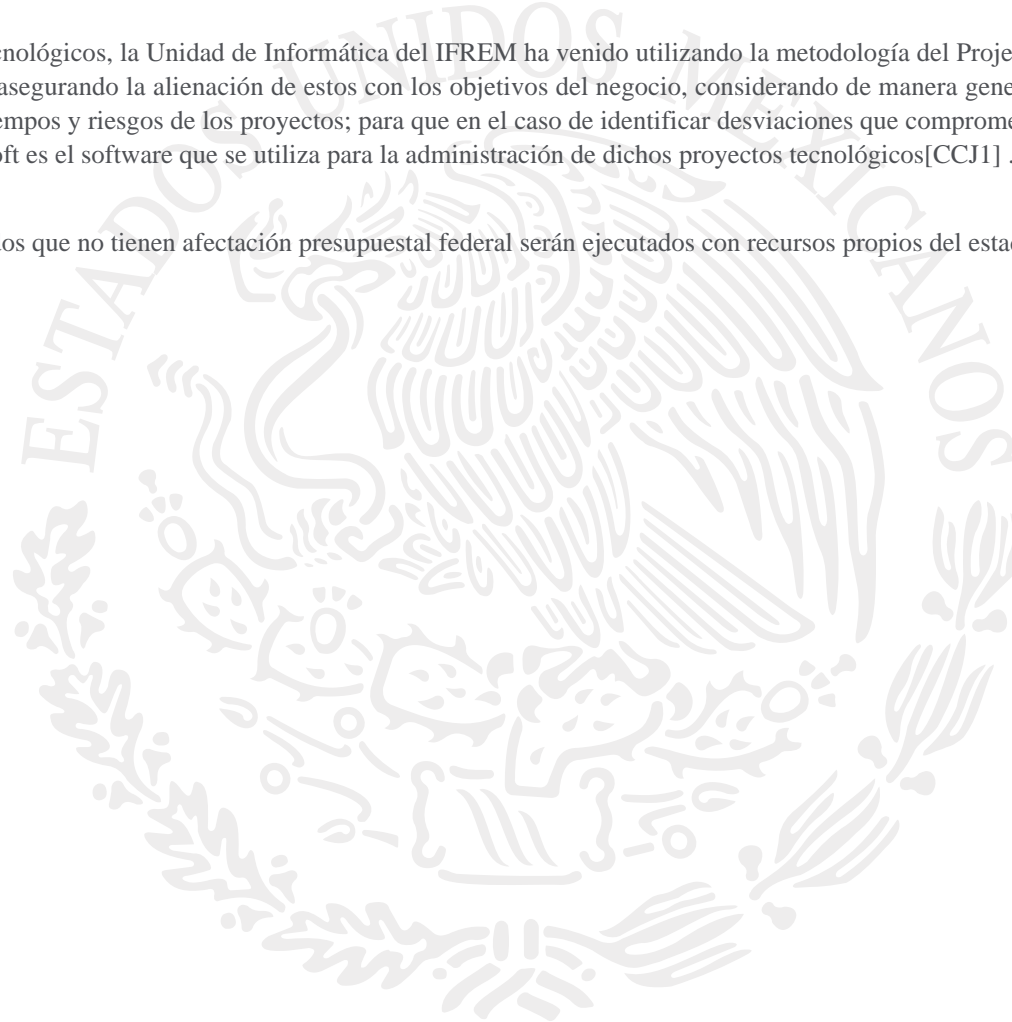 cnológicos, la Unidad de Informática del IFREM ha venido utilizando la metodología del Proje
asegurando la alienación de estos con los objetivos del negocio, considerando de manera gene
empos y riesgos de los proyectos; para que en el caso de identificar desviaciones que comprome
oft es el software que se utiliza para la administración de dichos proyectos tecnológicos[CCJ1] .
dos que no tienen afectación presupuestal federal serán ejecutados con recursos propios del estad
ESTADOS UNIDOS MEXICANOS